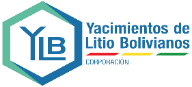 YLB
Yacimientos de
Litio Bolivianos
CORPORACIÓN